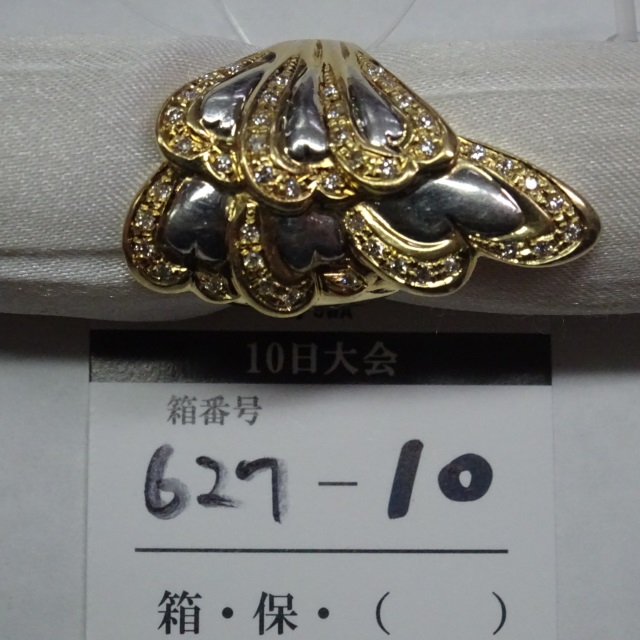 10日大会
箱番号
627-10
箱・保・(　　)